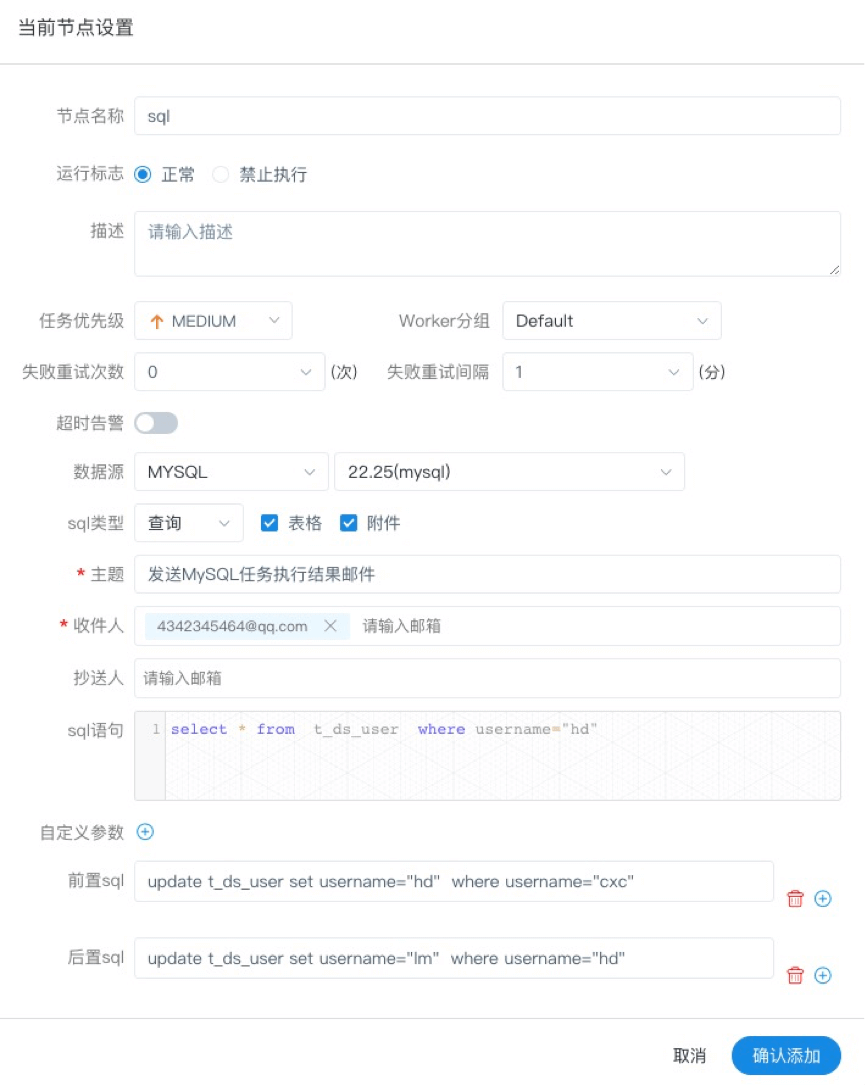 当前节点设置
节点名称 sql
运行标志 正常 禁止执行
描述 请输入描述
任务优先级 MEDIUM Worker分组 Default
失败重试次数 0 (次) 失败重试间隔 1 (分)
超时告警
数据源 MYSQL 22.25(mysql)
sql类型 查询 表格 附件
* 主题 发送MySQL任务执行结果邮件
* 收件人 4342345464@qq.com 请输入邮箱
抄送人 请输入邮箱
sql语句 1 select * from t_ds_user where username="hd"
自定义参数
前置sql update t_ds_user set username="hd" where username="cxc"
后置sql update t_ds_user set username="lm" where username="hd"
取消 确认添加